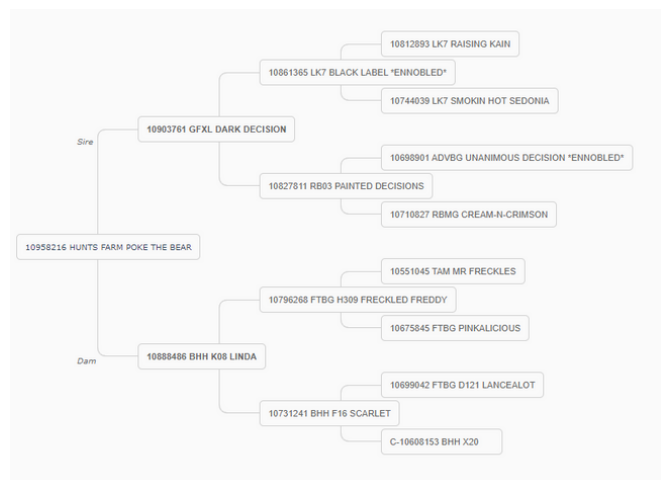 10812893 LK7 RAISING KAIN
10861365 LK7 BLACK LABEL *ENNOBLED*
10744039 LK7 SMOKIN HOT SEDONIA
10903761 GFXL DARK DECISION
Sire
10698901 ADVBG UNANIMOUS DECISION *ENNOBLED*
10827811 RB03 PAINTED DECISIONS
10710827 RBMG CREAM-N-CRIMSON
10958216 HUNTS FARM POKE THE BEAR
10551045 TAM MR FRECKLES
10796268 FTBG H309 FRECKLED FREDDY
10675845 FTBG PINKALICIOUS
10888486 BHH K08 LINDA
Dam
10699042 FTBG D121 LANCEALOT
10731241 BHH F16 SCARLET
C-10608153 BHH X20